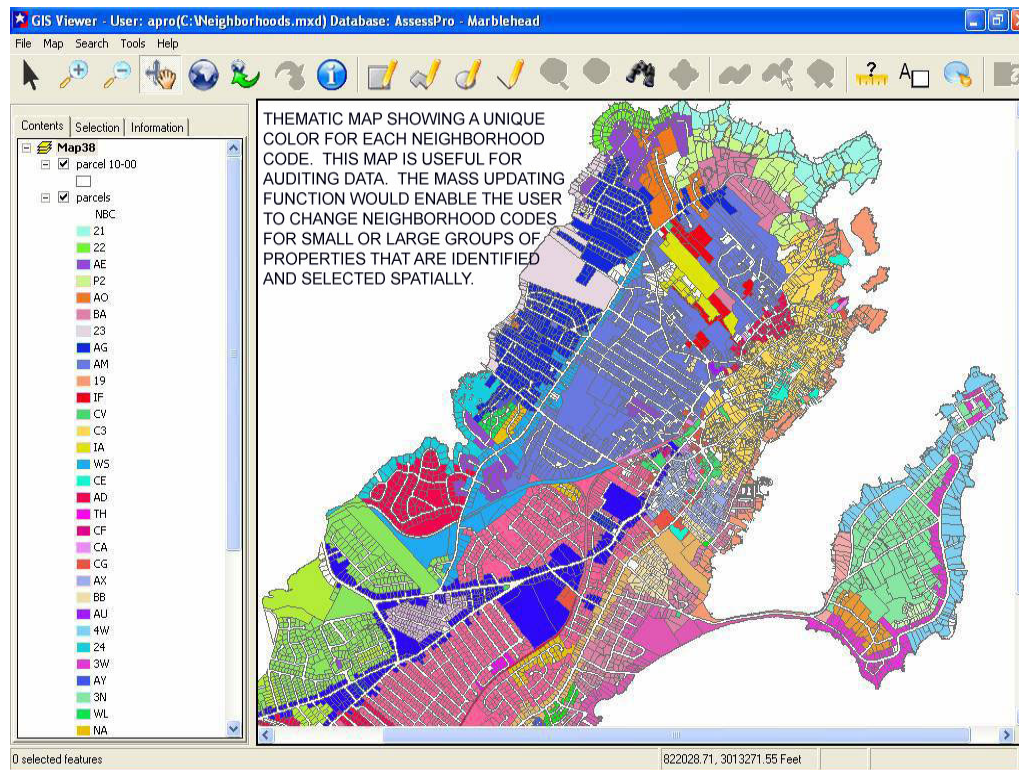 GIS Viewer - User: apro(C:\Neighborhoods.mxd) Database: AssessPro - Marblehead
File Map Search Tools Help
Contents Selection Information
Map38
parcel 10-00
parcels
NBC
21
22
AE
P2
AO
BA
23
AG
AM
19
IF
CV
C3
IA
WS
CE
AD
TH
CF
CA
CG
AX
BB
AU
4W
24
3W
AY
3N
WL
NA
THEMATIC MAP SHOWING A UNIQUE
COLOR FOR EACH NEIGHBORHOOD
CODE. THIS MAP IS USEFUL FOR
AUDITING DATA. THE MASS UPDATING
FUNCTION WOULD ENABLE THE USER
TO CHANGE NEIGHBORHOOD CODES
FOR SMALL OR LARGE GROUPS OF
PROPERTIES THAT ARE IDENTIFIED
AND SELECTED SPATIALLY.
0 selected features
822028.71, 3013271.55 Feet